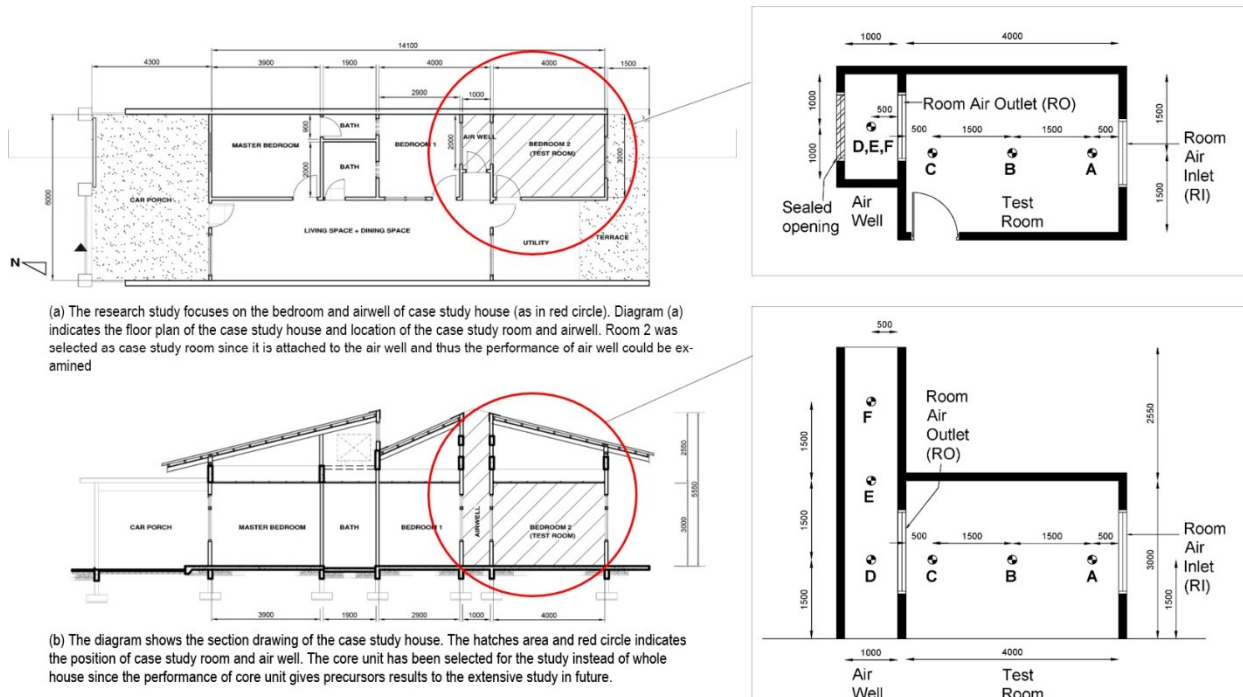 14100
4300
3900
1900
4000
4000
1500
2900
1000
900
2000
2000
3000
6000
BATH
BATH
MASTER BEDROOM
BEDROOM 1
AIR WELL
BEDROOM 2
(TEST ROOM)
CAR PORCH
LIVING SPACE + DINING SPACE
UTILITY
TERRACE
N
(a) The research study focuses on the bedroom and airwell of case study house (as in red circle). Diagram (a)
indicates the floor plan of the case study house and location of the case study room and airwell. Room 2 was
selected as case study room since it is attached to the air well and thus the performance of air well could be ex-
amined
2550
5550
3000
CAR PORCH
MASTER BEDROOM
BATH
BEDROOM 1
AIRWELL
BEDROOM 2
(TEST ROOM)
3900
1900
2900
1000
4000
(b) The diagram shows the section drawing of the case study house. The hatches area and red circle indicates
the position of case study room and air well. The core unit has been selected for the study instead of whole
house since the performance of core unit gives precursors results to the extensive study in future.
1000
4000
1000
1000
500
Room Air Outlet (RO)
500
1500
1500
500
D,E,F
C
B
A
1500
1500
Room
Air
Inlet
(RI)
Sealed
opening
Air
Well
Test
Room
500
F
E
D
1500
1500
1500
Room
Air
Outlet
(RO)
500
1500
1500
500
C
B
A
2550
3000
1500
Room
Air
Inlet
(RI)
1000
4000
Air
Well
Test
Room